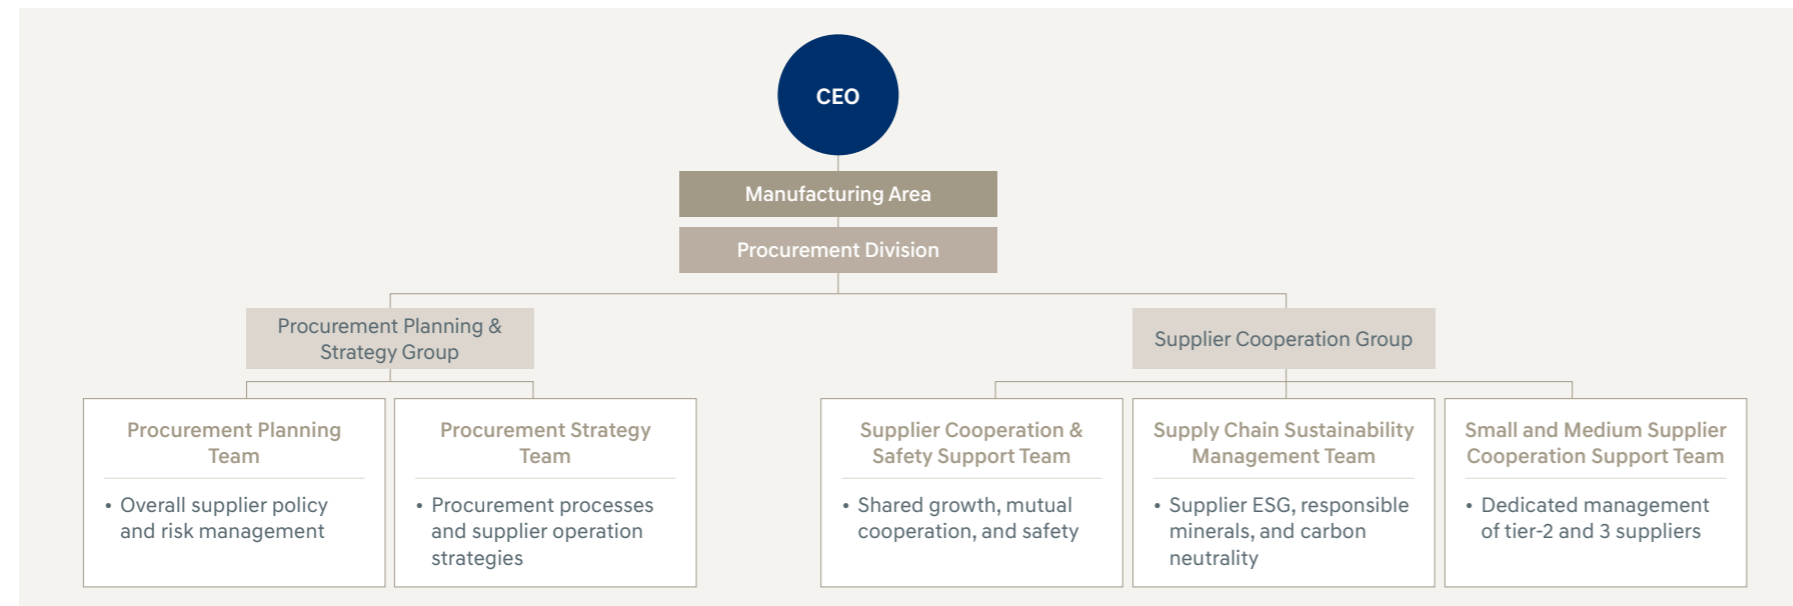 CEO
Manufacturing Area
Procurement Division
Procurement Planning &
Strategy Group
Supplier Cooperation Group
Procurement Planning
Team
• Overall supplier policy
and risk management
Procurement Strategy
Team
• Procurement processes
and supplier operation
strategies
Supplier Cooperation &
Safety Support Team
• Shared growth, mutual
cooperation, and safety
Supply Chain Sustainability
Management Team
• Supplier ESG, responsible
minerals, and carbon
neutrality
Small and Medium Supplier
Cooperation Support Team
• Dedicated management
of tier-2 and 3 suppliers